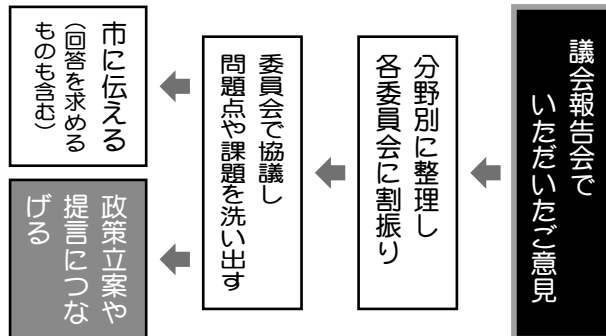 議会報告会で
いただいたご意見
分野別に整理し
各委員会に割振り
委員会で協議し
問題点や課題を洗い出す
市に伝える
（回答を求める
ものも含む）
政策立案や
提言につな
げる